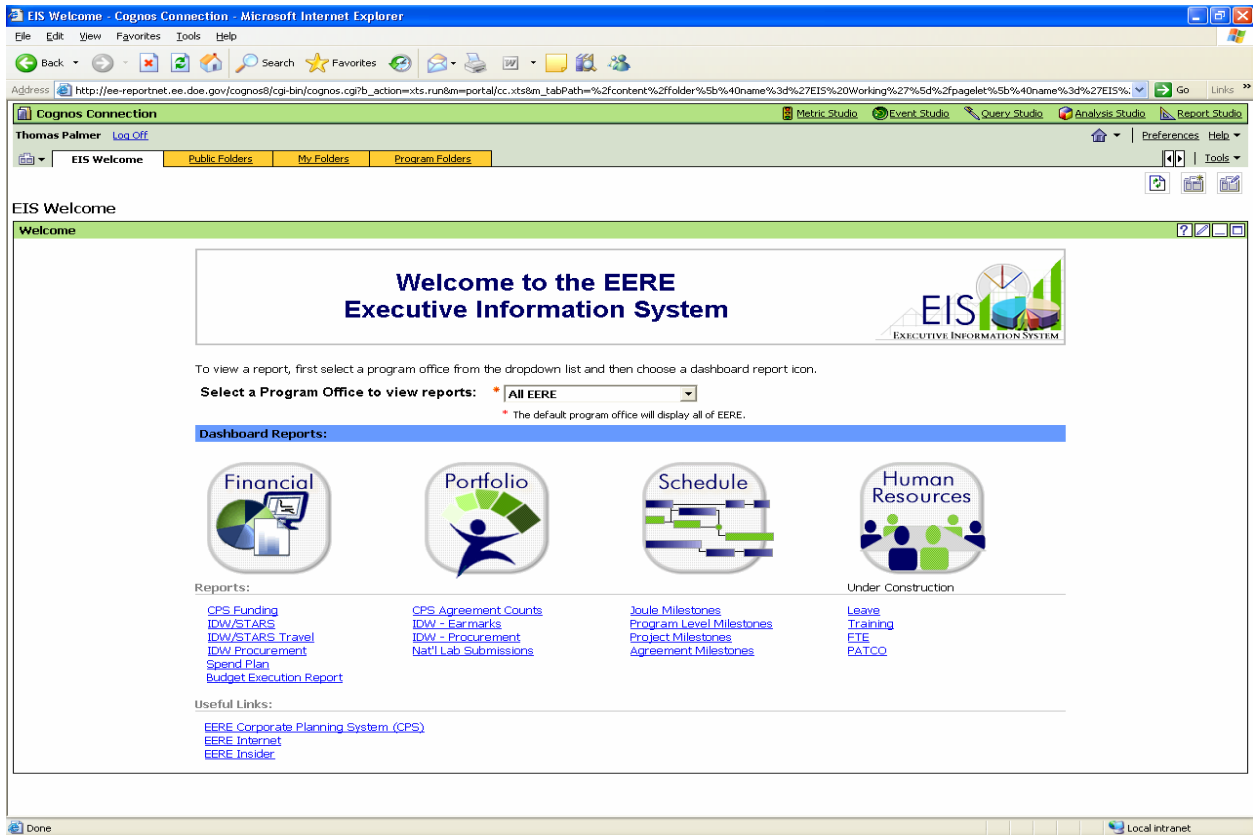 EIS Welcome - Cognos Connection - Microsoft Internet Explorer
File Edit View Favorites Tools Help
Back Search Favorites
Address http://ee-reportnet.ee.doe.gov/cognos8/cgi-bin/cognos.cgi?b_action=xts.run&m=portal/cc.xts&m_tabPath=%2fcontent%2ffolder%5b%40name%3d%27EIS%20Working%27%5d%2fpagelet%5b%40name%3d%27EIS%: Go Links »
Cognos Connection Metric Studio Event Studio Query Studio Analysis Studio Report Studio
Thomas Palmer Log Off Preferences Help
EIS Welcome Public Folders My Folders Program Folders Tools
EIS Welcome
Welcome
Welcome to the EERE
Executive Information System
EIS
EXECUTIVE INFORMATION SYSTEM
To view a report, first select a program office from the dropdown list and then choose a dashboard report icon.
Select a Program Office to view reports: * All EERE
* The default program office will display all of EERE.
Dashboard Reports:
Financial Portfolio Schedule Human Resources
Reports: Under Construction
CPS Funding CPS Agreement Counts Joule Milestones Leave
IDW/STARS IDW - Earmarks Program Level Milestones Training
IDW/STARS Travel IDW - Procurement Project Milestones FTE
IDW Procurement Nat'l Lab Submissions Agreement Milestones PATCO
Spend Plan
Budget Execution Report
Useful Links:
EERE Corporate Planning System (CPS)
EERE Internet
EERE Insider
Done Local intranet